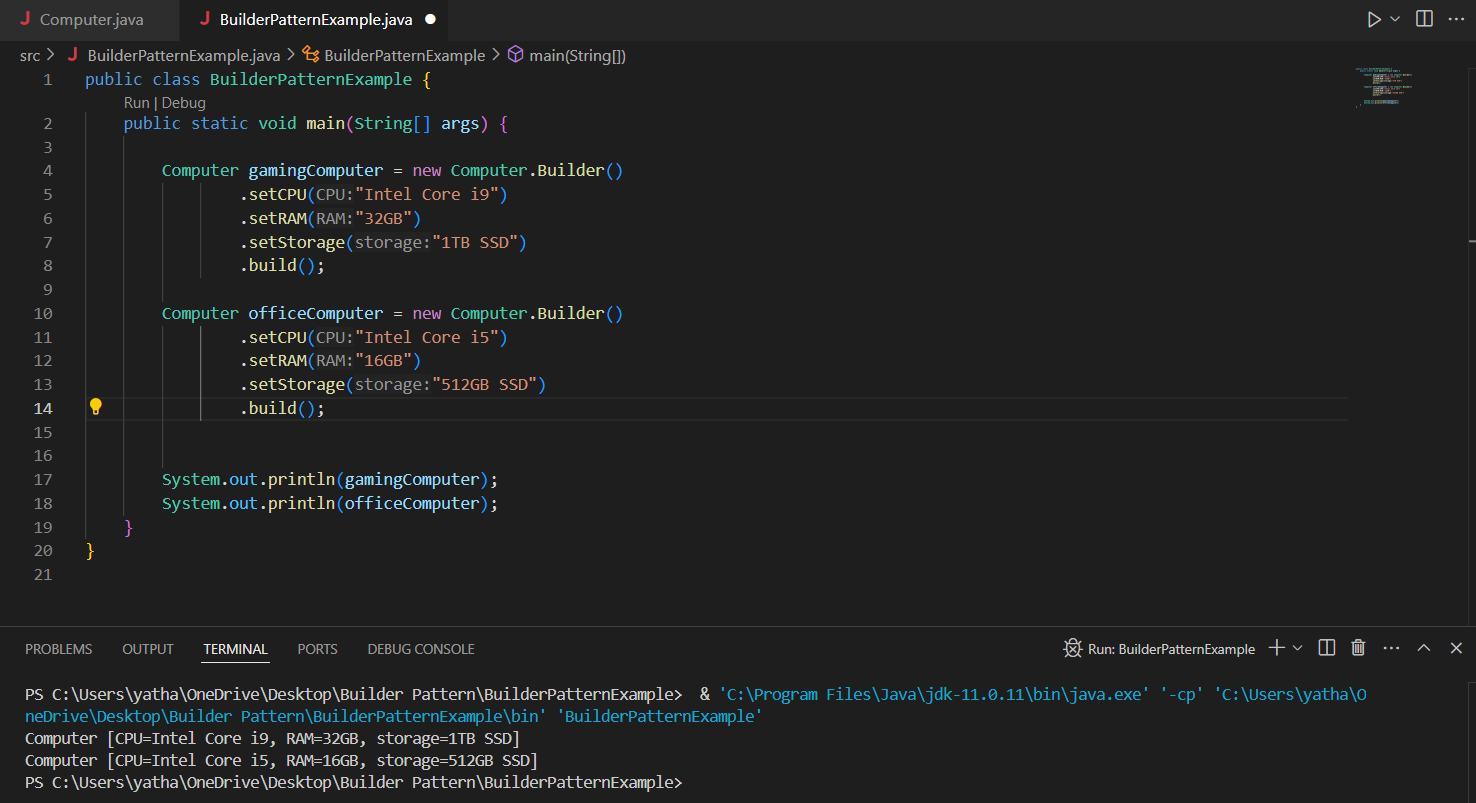 J Computer.java J BuilderPatternExample.java
src > J BuilderPatternExample.java > BuilderPatternExample > main(String[])
1 public class BuilderPatternExample {
Run | Debug
2 public static void main(String[] args) {
3
4 Computer gamingComputer = new Computer.Builder()
5 .setCPU(CPU:"Intel Core i9")
6 .setRAM(RAM:"32GB")
7 .setStorage(storage:"1TB SSD")
8 .build();
9
10 Computer officeComputer = new Computer.Builder()
11 .setCPU(CPU:"Intel Core i5")
12 .setRAM(RAM:"16GB")
13 .setStorage(storage:"512GB SSD")
14 .build();
15
16
17 System.out.println(gamingComputer);
18 System.out.println(officeComputer);
19 }
20 }
21
PROBLEMS OUTPUT TERMINAL PORTS DEBUG CONSOLE Run: BuilderPatternExample
PS C:\Users\yatha\OneDrive\Desktop\Builder Pattern\BuilderPatternExample> & 'C:\Program Files\Java\jdk-11.0.11\bin\java.exe' '-cp' 'C:\Users\yatha\O
neDrive\Desktop\Builder Pattern\BuilderPatternExample\bin' 'BuilderPatternExample'
Computer [CPU=Intel Core i9, RAM=32GB, storage=1TB SSD]
Computer [CPU=Intel Core i5, RAM=16GB, storage=512GB SSD]
PS C:\Users\yatha\OneDrive\Desktop\Builder Pattern\BuilderPatternExample>